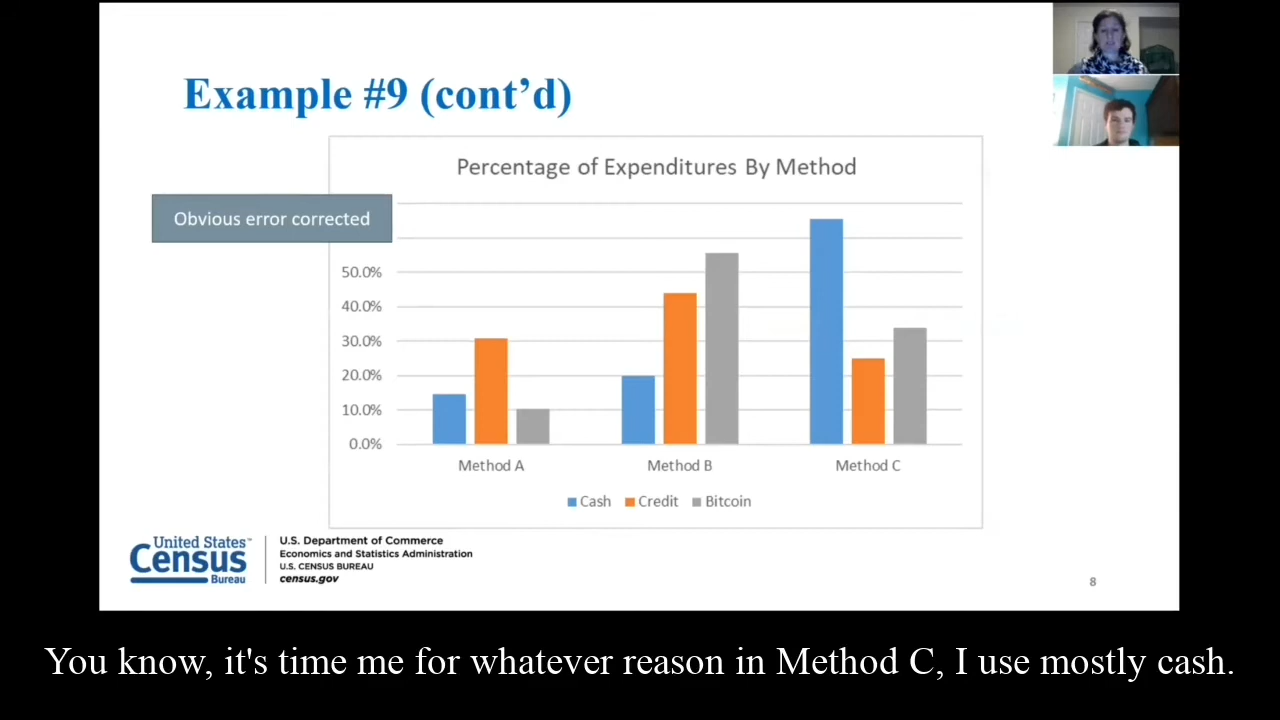 Example #9 (cont’d)
Percentage of Expenditures By Method
Obvious error corrected
50.0%
40.0%
30.0%
20.0%
10.0%
0.0%
Method A Method B Method C
Cash Credit Bitcoin
United States™
Census
Bureau
U.S. Department of Commerce
Economics and Statistics Administration
U.S. CENSUS BUREAU
census.gov
8
You know, it's time me for whatever reason in Method C, I use mostly cash.